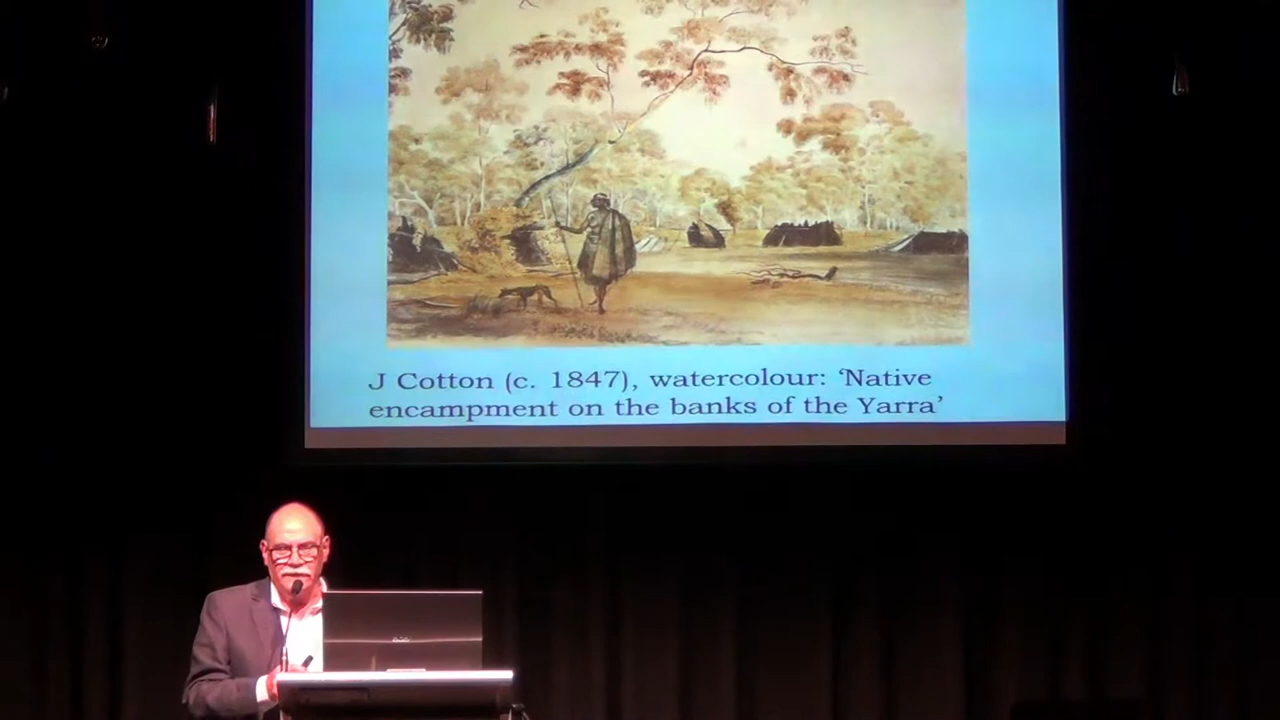 J Cotton (c. 1847), watercolour: ‘Native
encampment on the banks of the Yarra’